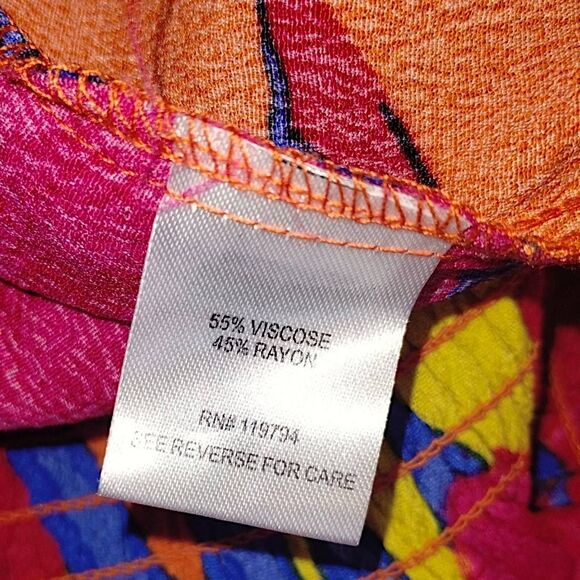 55% VISCOSE
45% RAYON
RN# 119794
SEE REVERSE FOR CARE